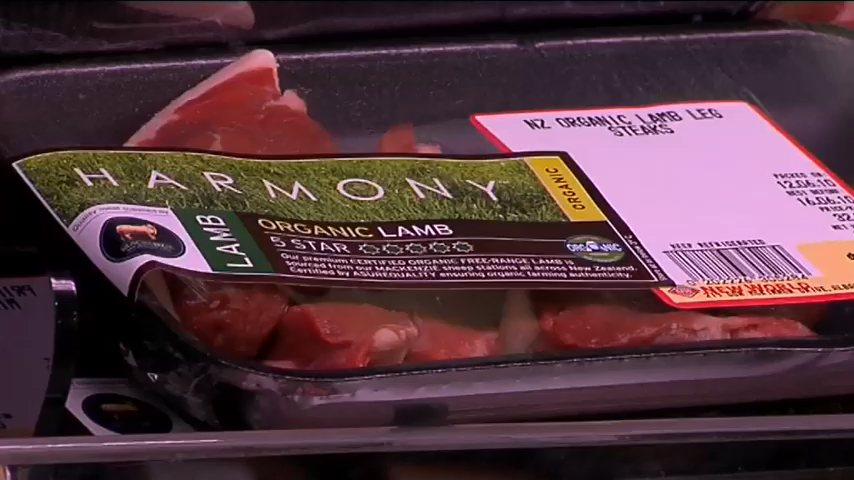 NZ ORGANIC LAMB LEG
STEAKS
PACKED ON
12.06.10
BEST BEFORE
16.06.10
HARMONY
ORGANIC
LAMB
ORGANIC LAMB
5 STAR
Our premium CERTIFIED ORGANIC FREE-RANGE LAMB is
sourced from our MACKENZIE sheep stations all across New Zealand.
Certified by ASUREQUALITY ensuring organic farming authenticity.
ORGANIC
KEEP REFRIGERATED
NEW WORLD